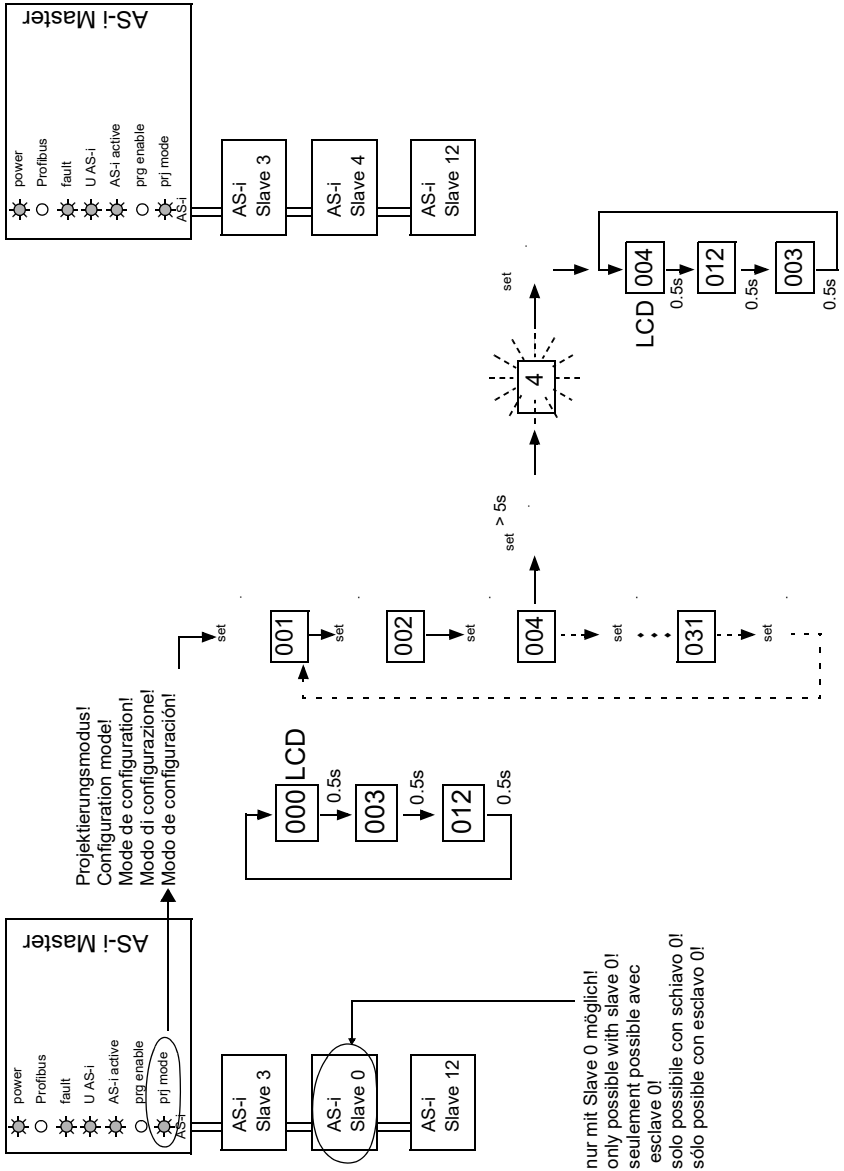 AS-i Master
power
Profibus
fault
U AS-i
AS-i active
prg enable
prj mode
AS-i
AS-i
Slave 3
AS-i
Slave 0
AS-i
Slave 12
nur mit Slave 0 möglich!
only possible with slave 0!
seulement possible avec
esclave 0!
solo possibile con schiavo 0!
sólo posible con esclavo 0!
Projektierungsmodus!
Configuration mode!
Mode de configuration!
Modo di configurazione!
Modo de configuración!
000 LCD
0.5s
003
0.5s
012
0.5s
set
001
set
002
set
004
set
031
set
set > 5s
4
set
LCD 004
0.5s
012
0.5s
003
0.5s
AS-i Master
power
Profibus
fault
U AS-i
AS-i active
prg enable
prj mode
AS-i
AS-i
Slave 3
AS-i
Slave 4
AS-i
Slave 12